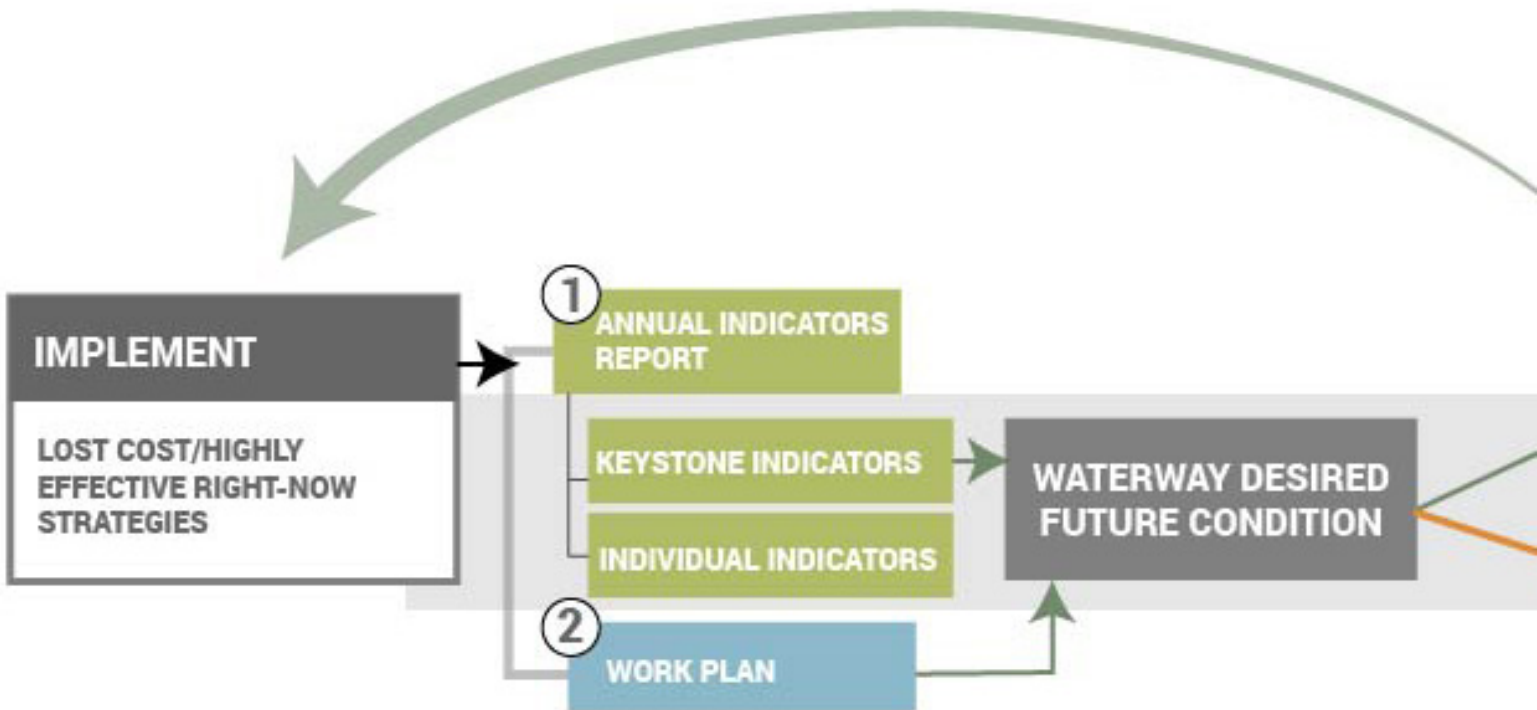 IMPLEMENT
LOST COST/HIGHLY
EFFECTIVE RIGHT-NOW
STRATEGIES
1
ANNUAL INDICATORS
REPORT
KEYSTONE INDICATORS
INDIVIDUAL INDICATORS
2
WORK PLAN
WATERWAY DESIRED
FUTURE CONDITION